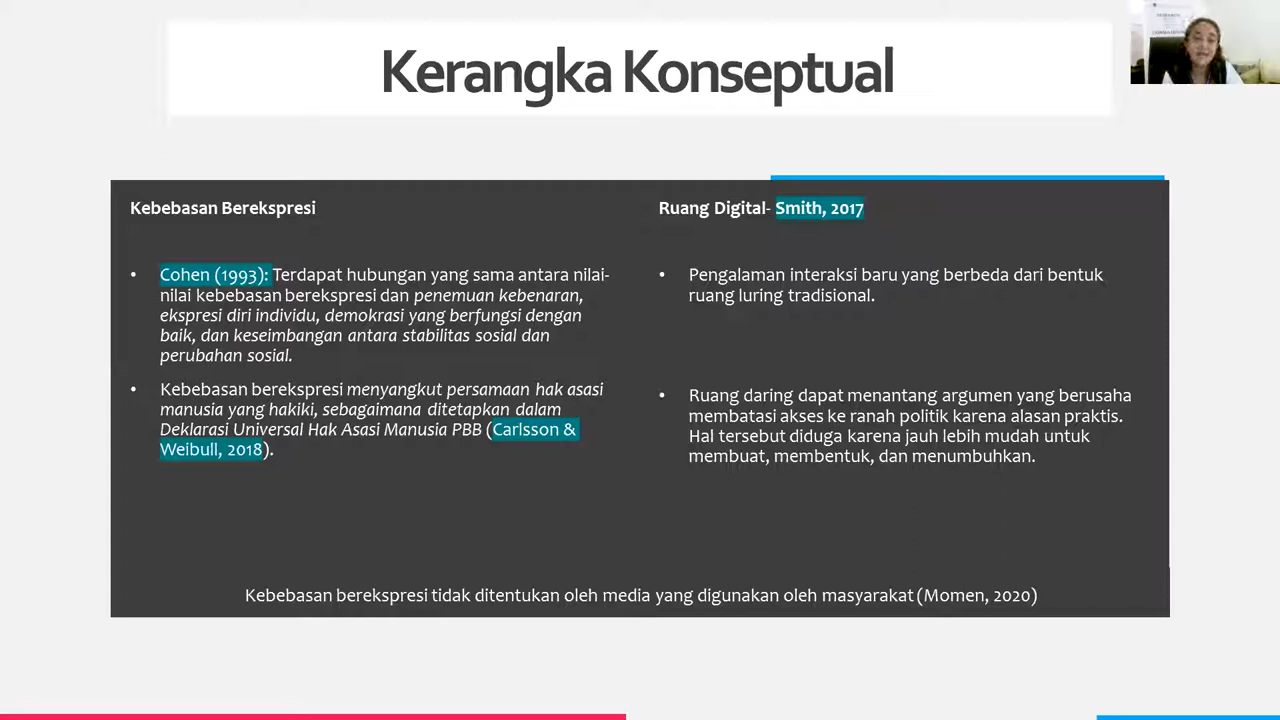 Kerangka Konseptual
Kebebasan Berekspresi
• Cohen (1993): Terdapat hubungan yang sama antara nilai-
nilai kebebasan berekspresi dan penemuan kebenaran,
ekspresi diri individu, demokrasi yang berfungsi dengan
baik, dan keseimbangan antara stabilitas sosial dan
perubahan sosial.
• Kebebasan berekspresi menyangkut persamaan hak asasi
manusia yang hakiki, sebagaimana ditetapkan dalam
Deklarasi Universal Hak Asasi Manusia PBB (Carlsson &
Weibull, 2018).
Ruang Digital- Smith, 2017
• Pengalaman interaksi baru yang berbeda dari bentuk
ruang luring tradisional.
• Ruang daring dapat menantang argumen yang berusaha
membatasi akses ke ranah politik karena alasan praktis.
Hal tersebut diduga karena jauh lebih mudah untuk
membuat, membentuk, dan menumbuhkan.
Kebebasan berekspresi tidak ditentukan oleh media yang digunakan oleh masyarakat (Momen, 2020)